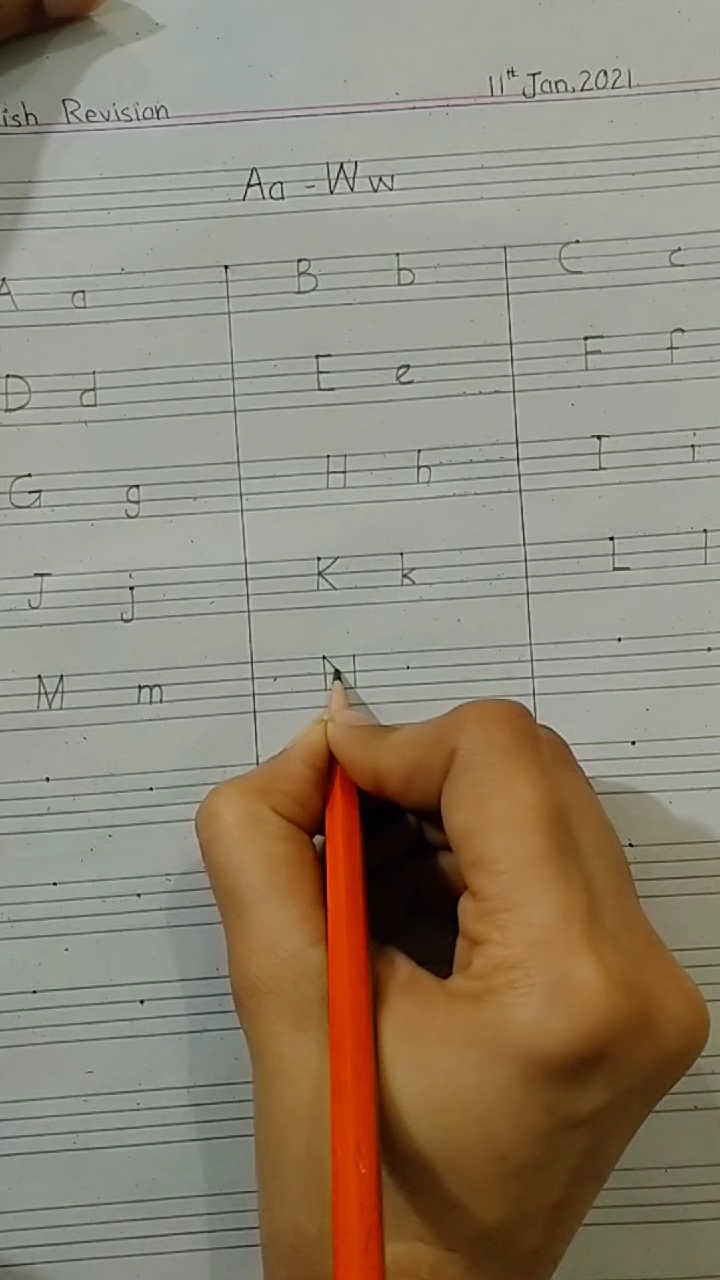 ish Revision 11th Jan, 2021
Aa - Ww
A a B b C c
D d E e F f
G g H h I i
J j K k L l
M m N